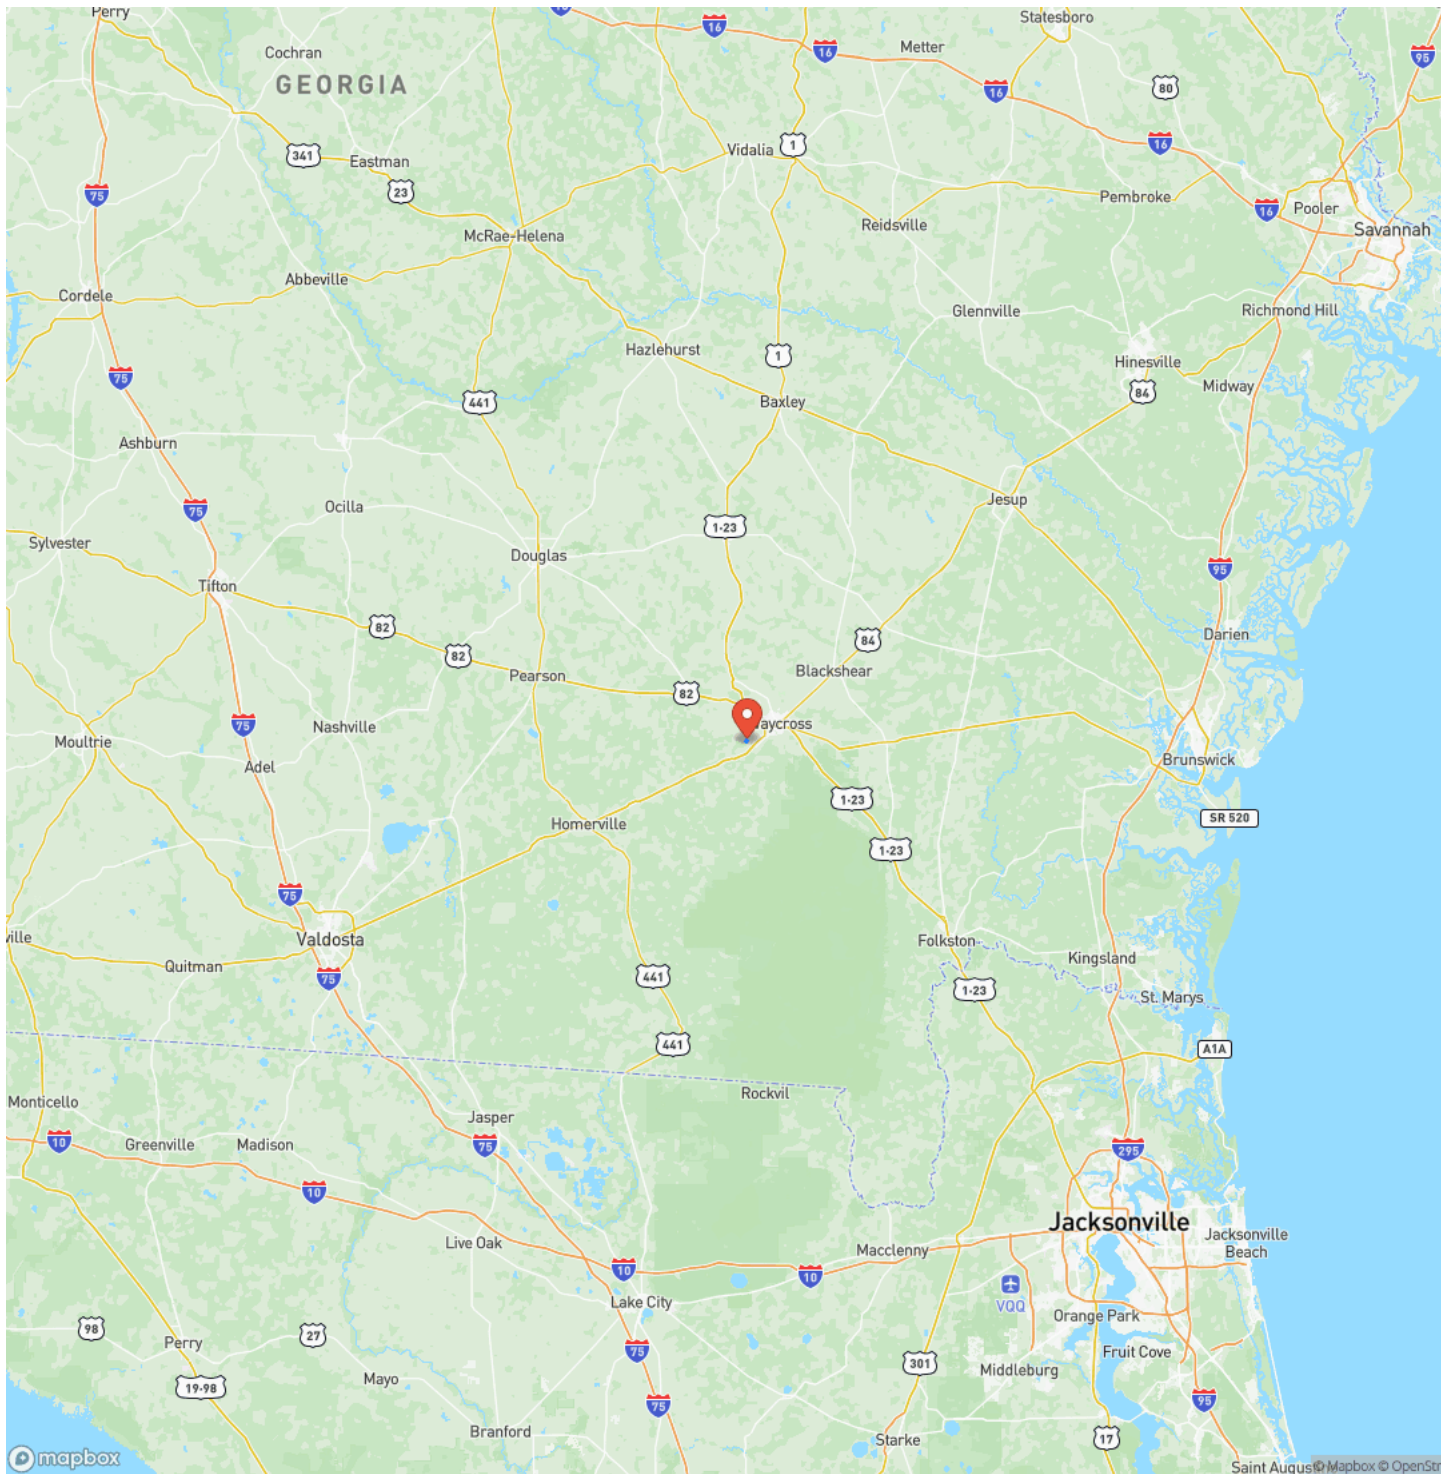 Perry
Statesboro
16
16
16
Metter
95
Cochran
GEORGIA
16
80
Vidalia
1
16
341
Eastman
23
75
Pembroke
16
Pooler
Reidsville
Savannah
McRae-Helena
Abbeville
Cordele
Glennville
Richmond Hill
Hazlehurst
1
Hinesville
75
Midway
84
441
Baxley
Ashburn
Jesup
Ocilla
75
1-23
Sylvester
Douglas
95
Tifton
82
84
Darien
82
Blackshear
Pearson
82
75
Nashville
aycross
Moultrie
Adel
Brunswick
1-23
SR 520
Homerville
1-23
75
ville
Valdosta
Folkston
Quitman
75
441
Kingsland
1-23
St. Marys
441
A1A
Rockvil
Monticello
Jasper
10
Greenville
Madison
75
295
10
Jacksonville
Live Oak
Macclenny
Jacksonville
Beach
10
10
VQQ
Lake City
Orange Park
98
27
Perry
75
Fruit Cove
301
Middleburg
19-98
Mayo
75
95
Branford
Starke
17
mapbox
Saint Augus
© Mapbox © OpenStr